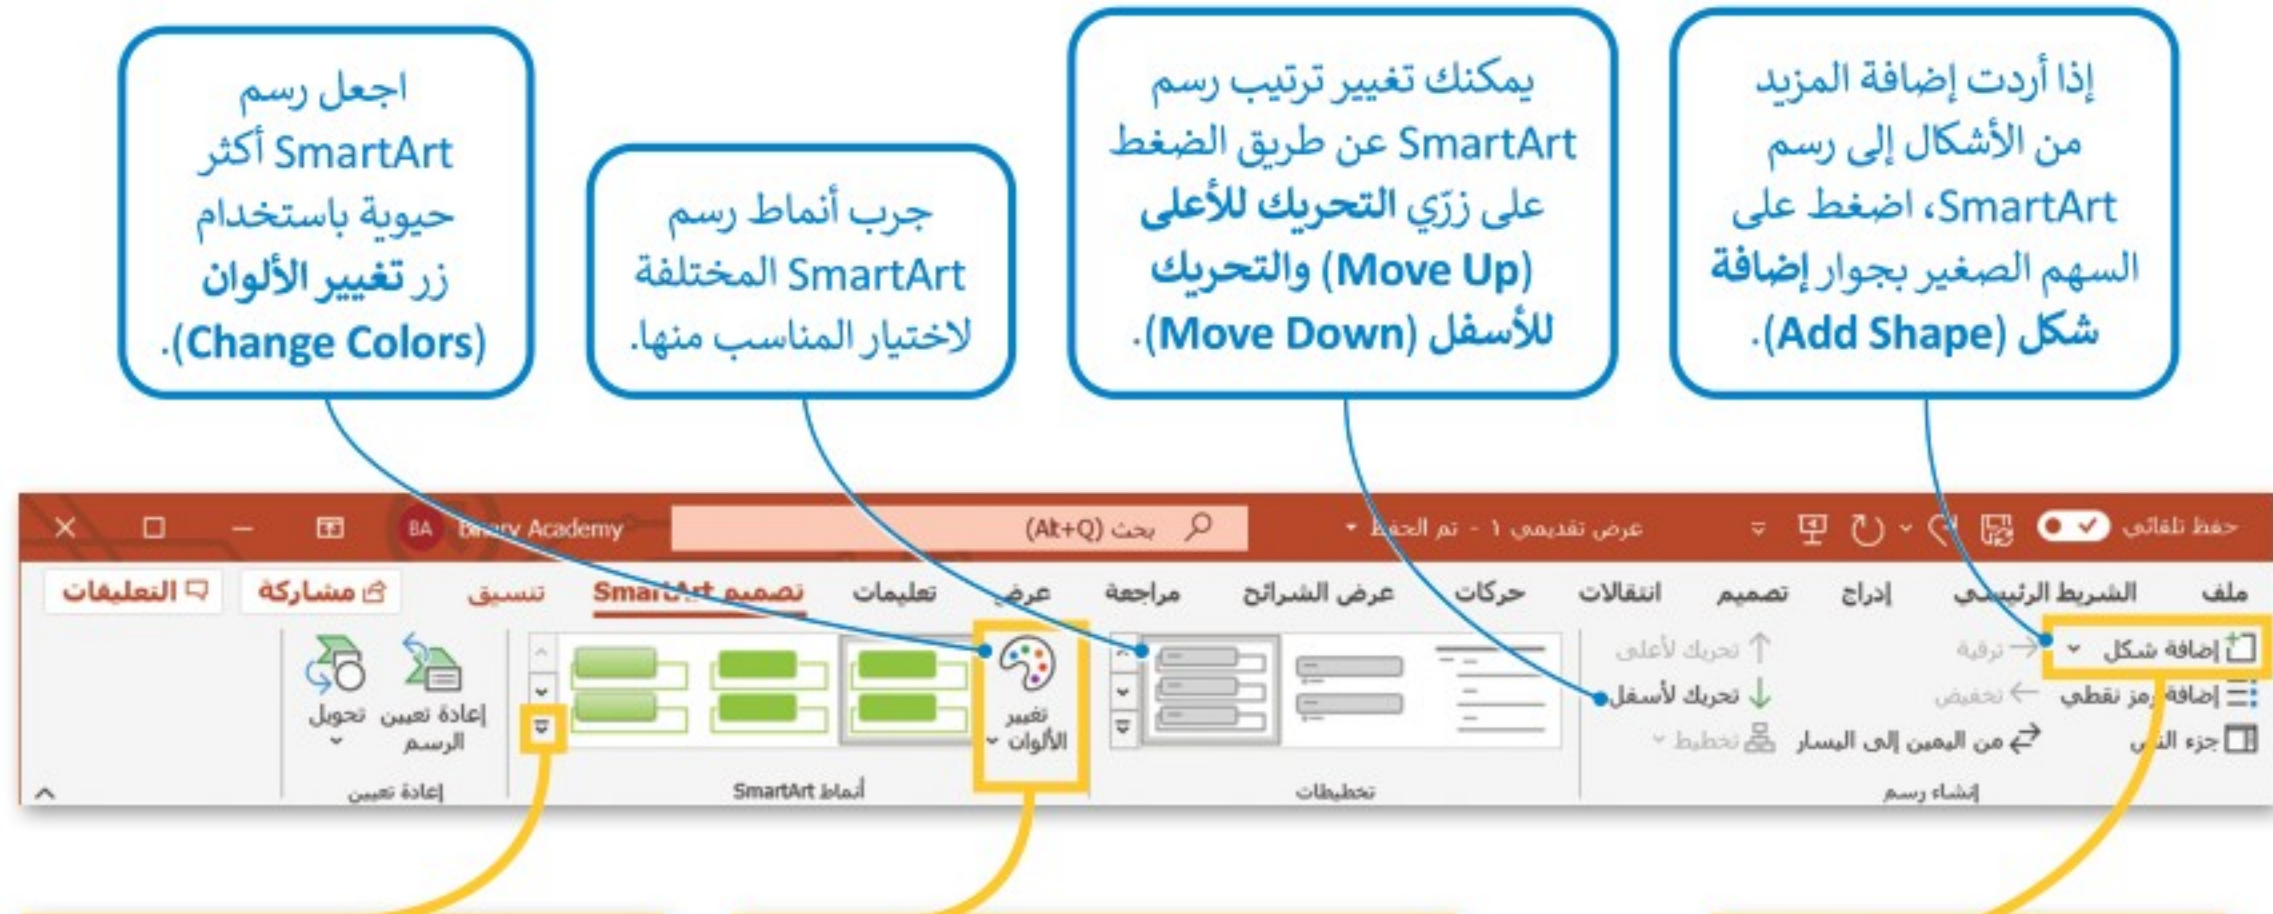 إذا أردت إضافة المزيد
من الأشكال إلى رسم
SmartArt، اضغط على
السهم الصغير بجوار إضافة
شكل (Add Shape).
يمكنك تغيير ترتيب رسم
SmartArt عن طريق الضغط
على زرّي التحريك للأعلى
(Move Up) والتحريك
للأسفل (Move Down).
جرب أنماط رسم
SmartArt المختلفة
لاختيار المناسب منها.
اجعل رسم
SmartArt أكثر
حيوية باستخدام
زر تغيير الألوان
(Change Colors).
حفظ تلقائي
عرض تقديمي ١ - تم الحفظ
بحث (Alt+Q)
Binary Academy
BA
ملف
الشريط الرئيسي
إدراج
تصميم
انتقالات
حركات
عرض الشرائح
مراجعة
عرض
تعليمات
تصميم SmartArt
تنسيق
مشاركة
التعليقات
إضافة شكل
إضافة رمز نقطي
جزء النص
ترقية
تخفيض
من اليمين إلى اليسار
تحريك لأعلى
تحريك لأسفل
تخطيط
إنشاء رسم
تخطيطات
تغيير
الألوان
أنماط SmartArt
إعادة تعيين
الرسم
تحويل
إعادة تعيين